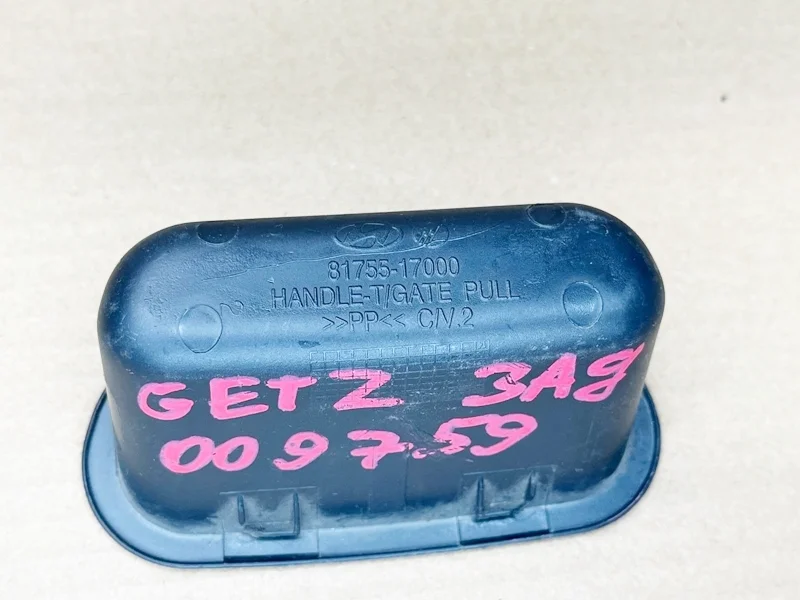 81755-17000
HANDLE-T/GATE PULL
>>PP<< C/V.2
GETZ ЗАд
009759